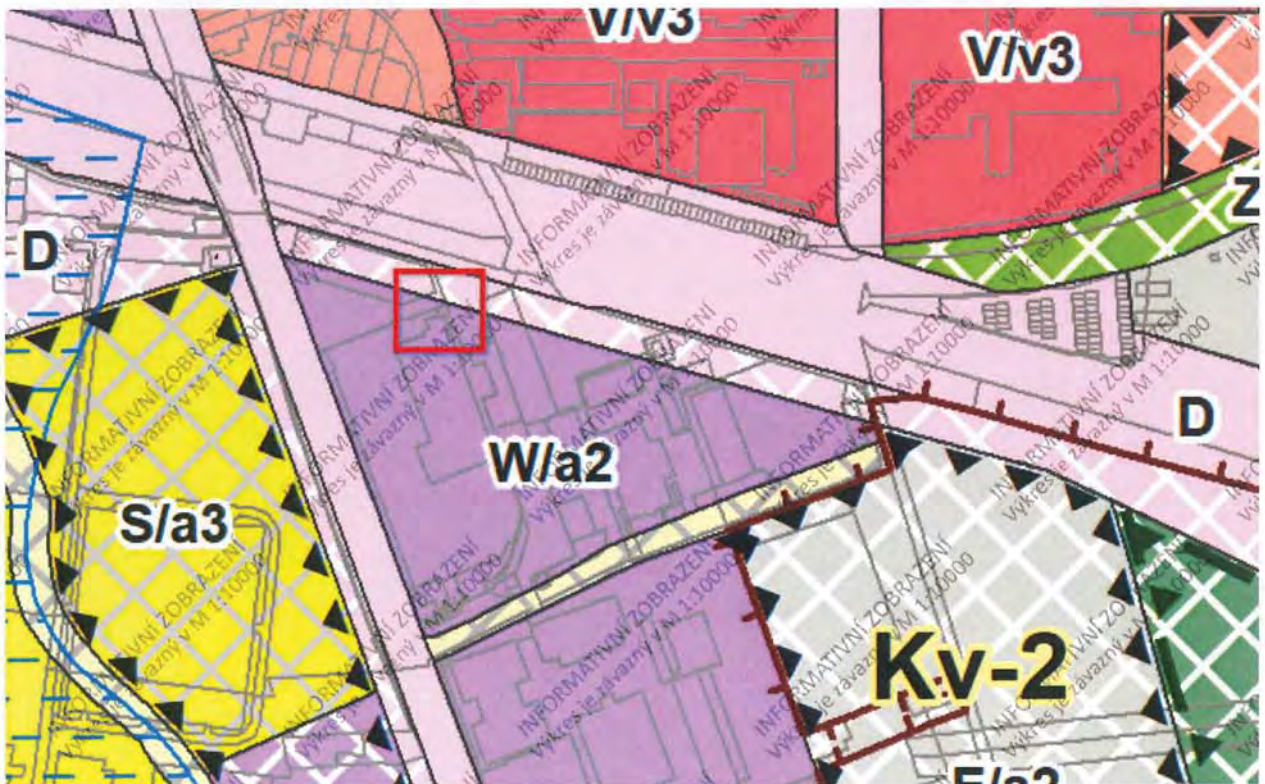 V/v3
V/v3
Z
D
W/a2
D
S/a3
Kv-2
INFORMATIVNÍ ZOBRAZENÍ
Výkres je závazný v M 1:10000